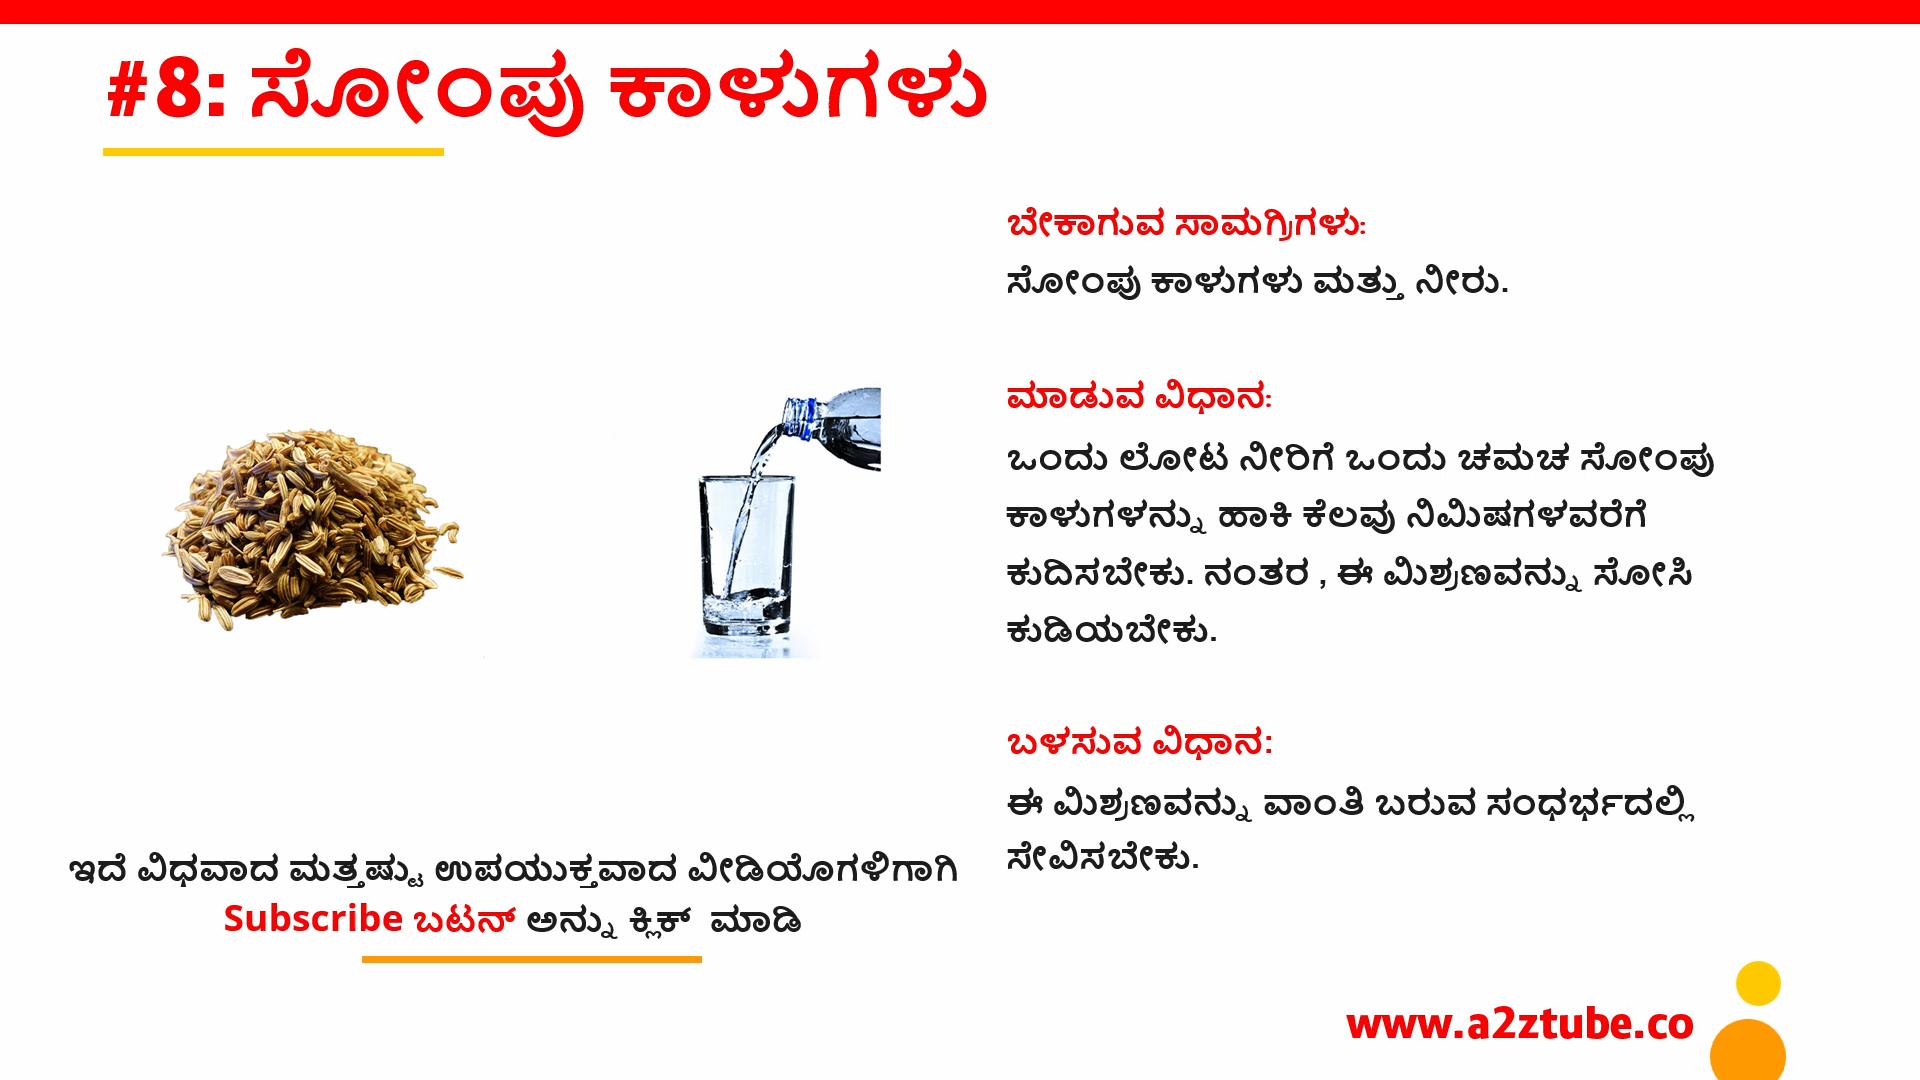 #8: ಸೋಂಪು ಕಾಳುಗಳು
ಬೇಕಾಗುವ ಸಾಮಗ್ರಿಗಳು:
ಸೋಂಪು ಕಾಳುಗಳು ಮತ್ತು ನೀರು.
ಮಾಡುವ ವಿಧಾನ:
ಒಂದು ಲೋಟ ನೀರಿಗೆ ಒಂದು ಚಮಚ ಸೋಂಪು
ಕಾಳುಗಳನ್ನು ಹಾಕಿ ಕೆಲವು ನಿಮಿಷಗಳವರೆಗೆ
ಕುದಿಸಬೇಕು. ನಂತರ , ಈ ಮಿಶ್ರಣವನ್ನು ಸೋಸಿ
ಕುಡಿಯಬೇಕು.
ಬಳಸುವ ವಿಧಾನ:
ಈ ಮಿಶ್ರಣವನ್ನು ವಾಂತಿ ಬರುವ ಸಂಧರ್ಭದಲ್ಲಿ
ಸೇವಿಸಬೇಕು.
ಇದೆ ವಿಧವಾದ ಮತ್ತಷ್ಟು ಉಪಯುಕ್ತವಾದ ವೀಡಿಯೊಗಳಿಗಾಗಿ
Subscribe ಬಟನ್ ಅನ್ನು ಕ್ಲಿಕ್ ಮಾಡಿ
www.a2ztube.co